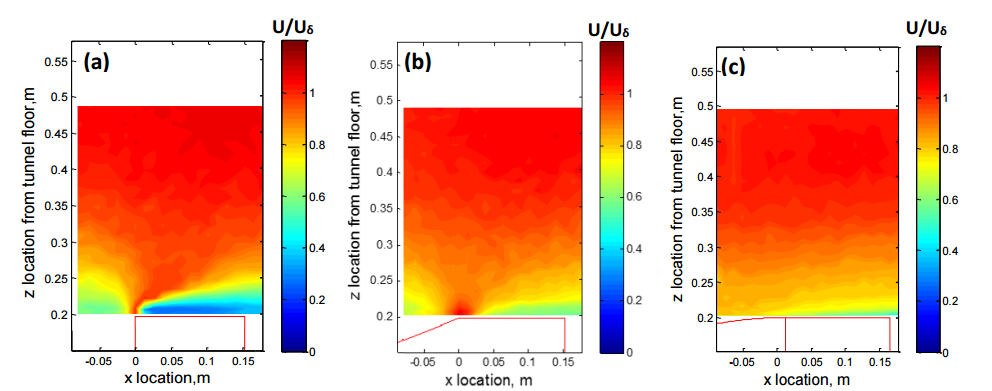 U/Uδ
(a)
z location from tunnel floor,m
0.55
0.5
0.45
0.4
0.35
0.3
0.25
0.2
-0.05 0 0.05 0.1 0.15
x location,m
1
0.8
0.6
0.4
0.2
0
U/Uδ
(b)
z location from tunnel floor,m
0.55
0.5
0.45
0.4
0.35
0.3
0.25
0.2
-0.05 0 0.05 0.1 0.15
x location, m
1
0.8
0.6
0.4
0.2
0
U/Uδ
(c)
z location from tunnel floor,m
0.55
0.5
0.45
0.4
0.35
0.3
0.25
0.2
-0.05 0 0.05 0.1 0.15
x location, m
1
0.8
0.6
0.4
0.2
0